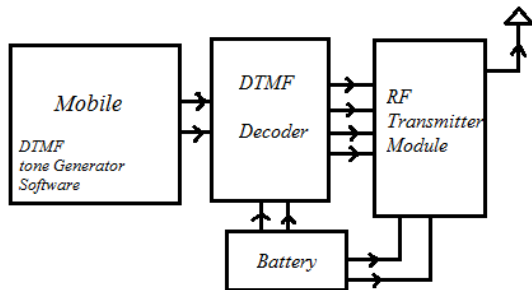 Mobile
DTMF
tone Generator
Software
DTMF
Decoder
RF
Transmitter
Module
Battery